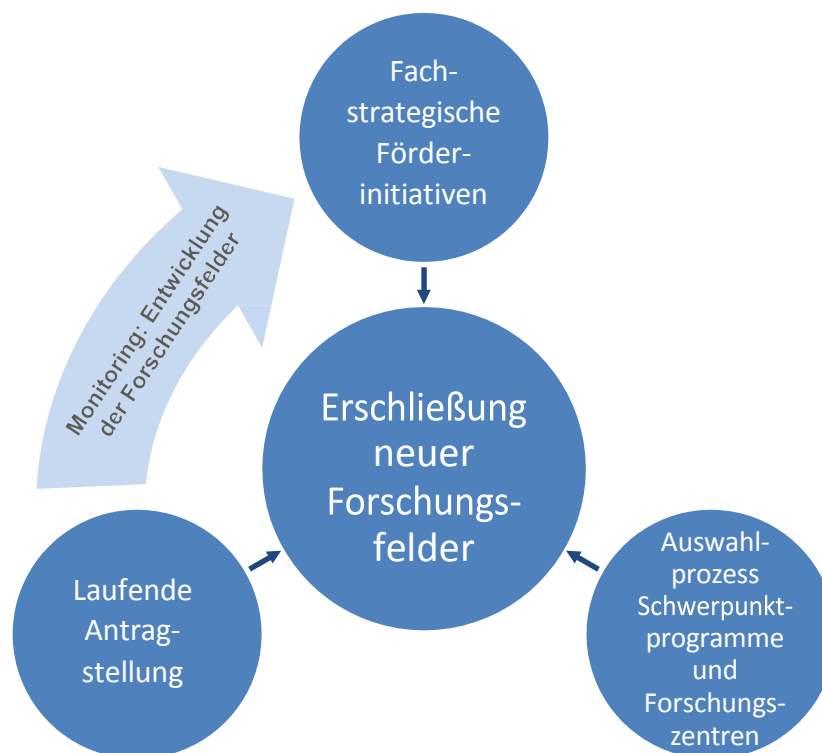 Fach-
strategische
Förder-
initiativen
Monitoring: Entwicklung
der Forschungsfelder
Erschließung
neuer
Forschungs-
felder
Laufende
Antrag-
stellung
Auswahl-
prozess
Schwerpunkt-
programme
und
Forschungs-
zentren